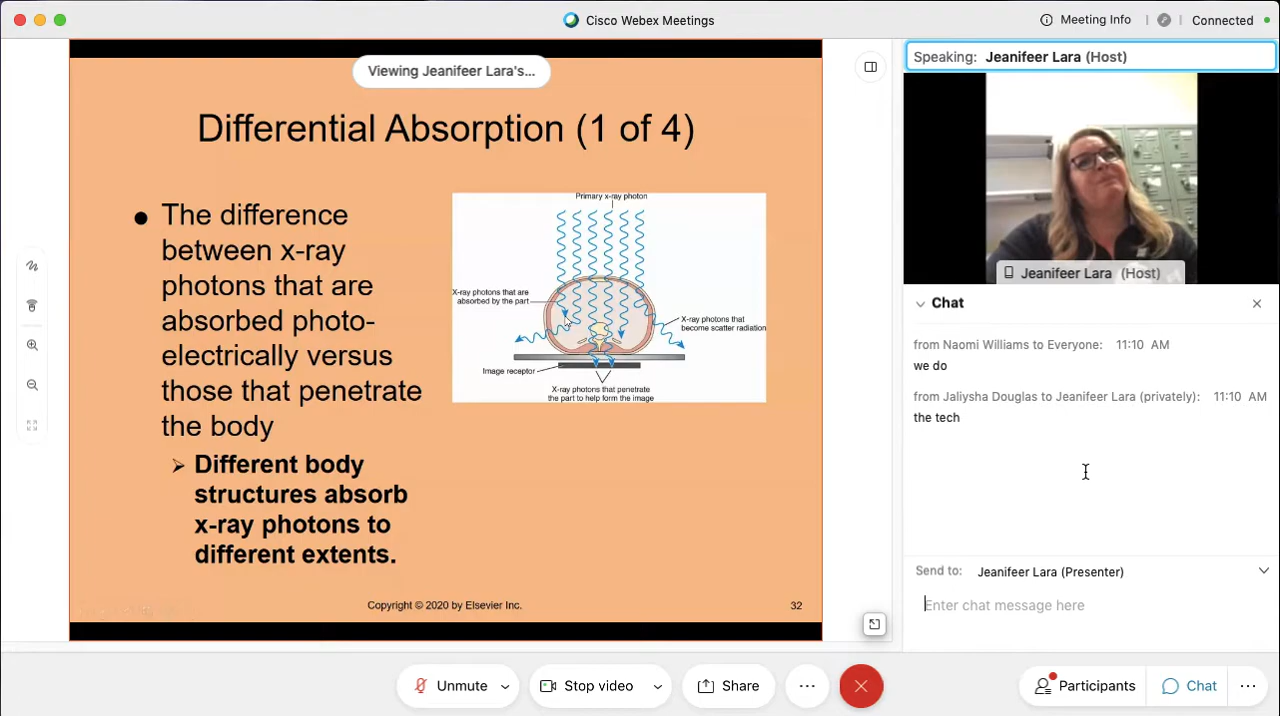 Cisco Webex Meetings
Meeting Info
Connected
Viewing Jeanifeer Lara's...
Differential Absorption (1 of 4)
● The difference
between x-ray
photons that are
absorbed photo-
electrically versus
those that penetrate
the body
➢ Different body
structures absorb
x-ray photons to
different extents.
Primary x-ray photon
X-ray photons that are
absorbed by the part
X-ray photons that
become scatter radiation
Image receptor
X-ray photons that penetrate
the part to help form the image
Copyright © 2020 by Elsevier Inc.
32
Speaking: Jeanifeer Lara (Host)
Jeanifeer Lara (Host)
Chat
from Naomi Williams to Everyone: 11:10 AM
we do
from Jaliysha Douglas to Jeanifeer Lara (privately): 11:10 AM
the tech
Send to: Jeanifeer Lara (Presenter)
Enter chat message here
Unmute
Stop video
Share
Participants
Chat